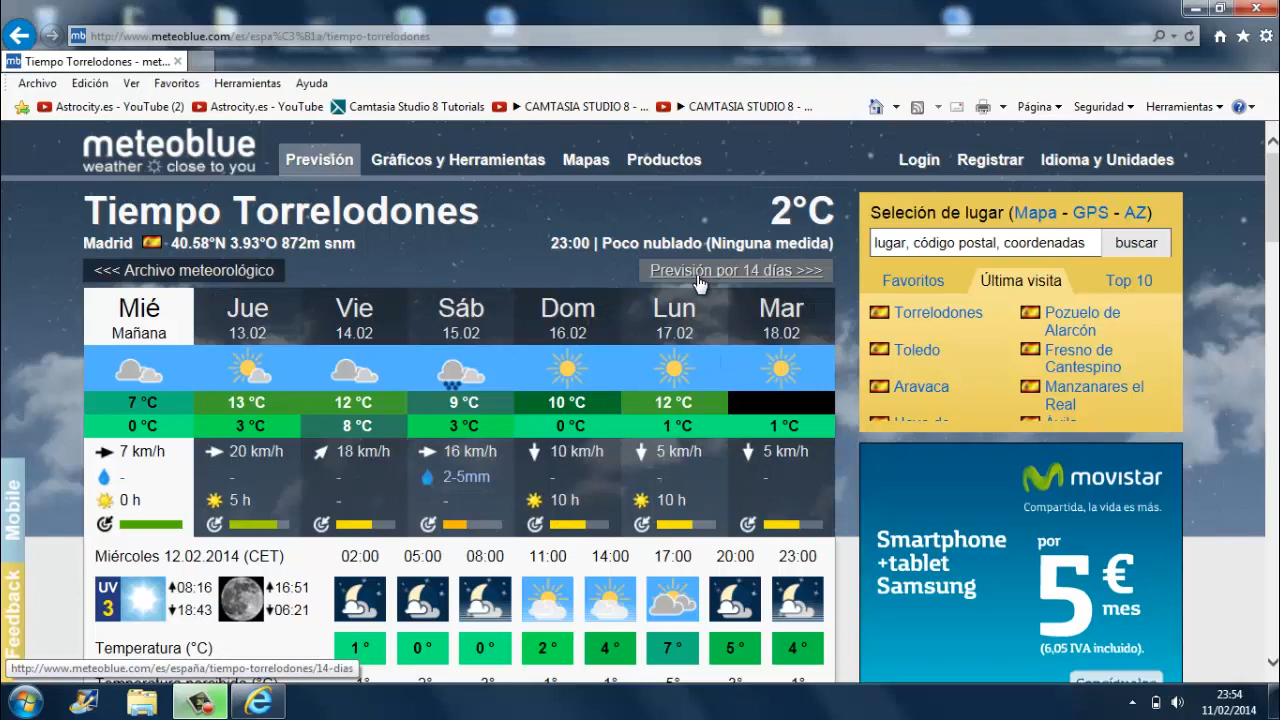 http://www.meteoblue.com/es/espa%C3%81a/tiempo-torrelodones
mb Tiempo Torrelodones - met...
Archivo Edición Ver Favoritos Herramientas Ayuda
Astrocity.es - YouTube (2) Astrocity.es - YouTube Camtasia Studio 8 Tutorials ► CAMTASIA STUDIO 8 - ... ► CAMTASIA STUDIO 8 - ... Página Seguridad Herramientas
meteoblue
weather close to you
Previsión Gráficos y Herramientas Mapas Productos Login Registrar Idioma y Unidades
Tiempo Torrelodones 2°C
Madrid 40.58°N 3.93°O 872m snm 23:00 | Poco nublado (Ninguna medida)
<<< Archivo meteorológico Previsión por 14 días >>>
Mié Jue Vie Sáb Dom Lun Mar
Mañana 13.02 14.02 15.02 16.02 17.02 18.02
7 °C 13 °C 12 °C 9 °C 10 °C 12 °C
0 °C 3 °C 8 °C 3 °C 0 °C 1 °C 1 °C
7 km/h 20 km/h 18 km/h 16 km/h 10 km/h 5 km/h 5 km/h
- - - 2-5mm - - -
0 h 5 h - - 10 h 10 h -
Miércoles 12.02.2014 (CET) 02:00 05:00 08:00 11:00 14:00 17:00 20:00 23:00
UV 3 08:16 18:43 16:51 06:21
Temperatura (°C) 1° 0° 0° 2° 4° 7° 5° 4°
Temperatura percibida (°C)
Seleción de lugar (Mapa - GPS - AZ)
lugar, código postal, coordenadas buscar
Favoritos Última visita Top 10
Torrelodones
Toledo
Aravaca
Pozuelo de
Alarcón
Fresno de
Cantespino
Manzanares el
Real
Ávila
movistar
Compartida, la vida es más.
Smartphone
+tablet
Samsung
por
5 €
mes
(6,05 IVA incluido).
Mobile
Feedback
http://www.meteoblue.com/es/españa/tiempo-torrelodones/14-dias
23:54
11/02/2014